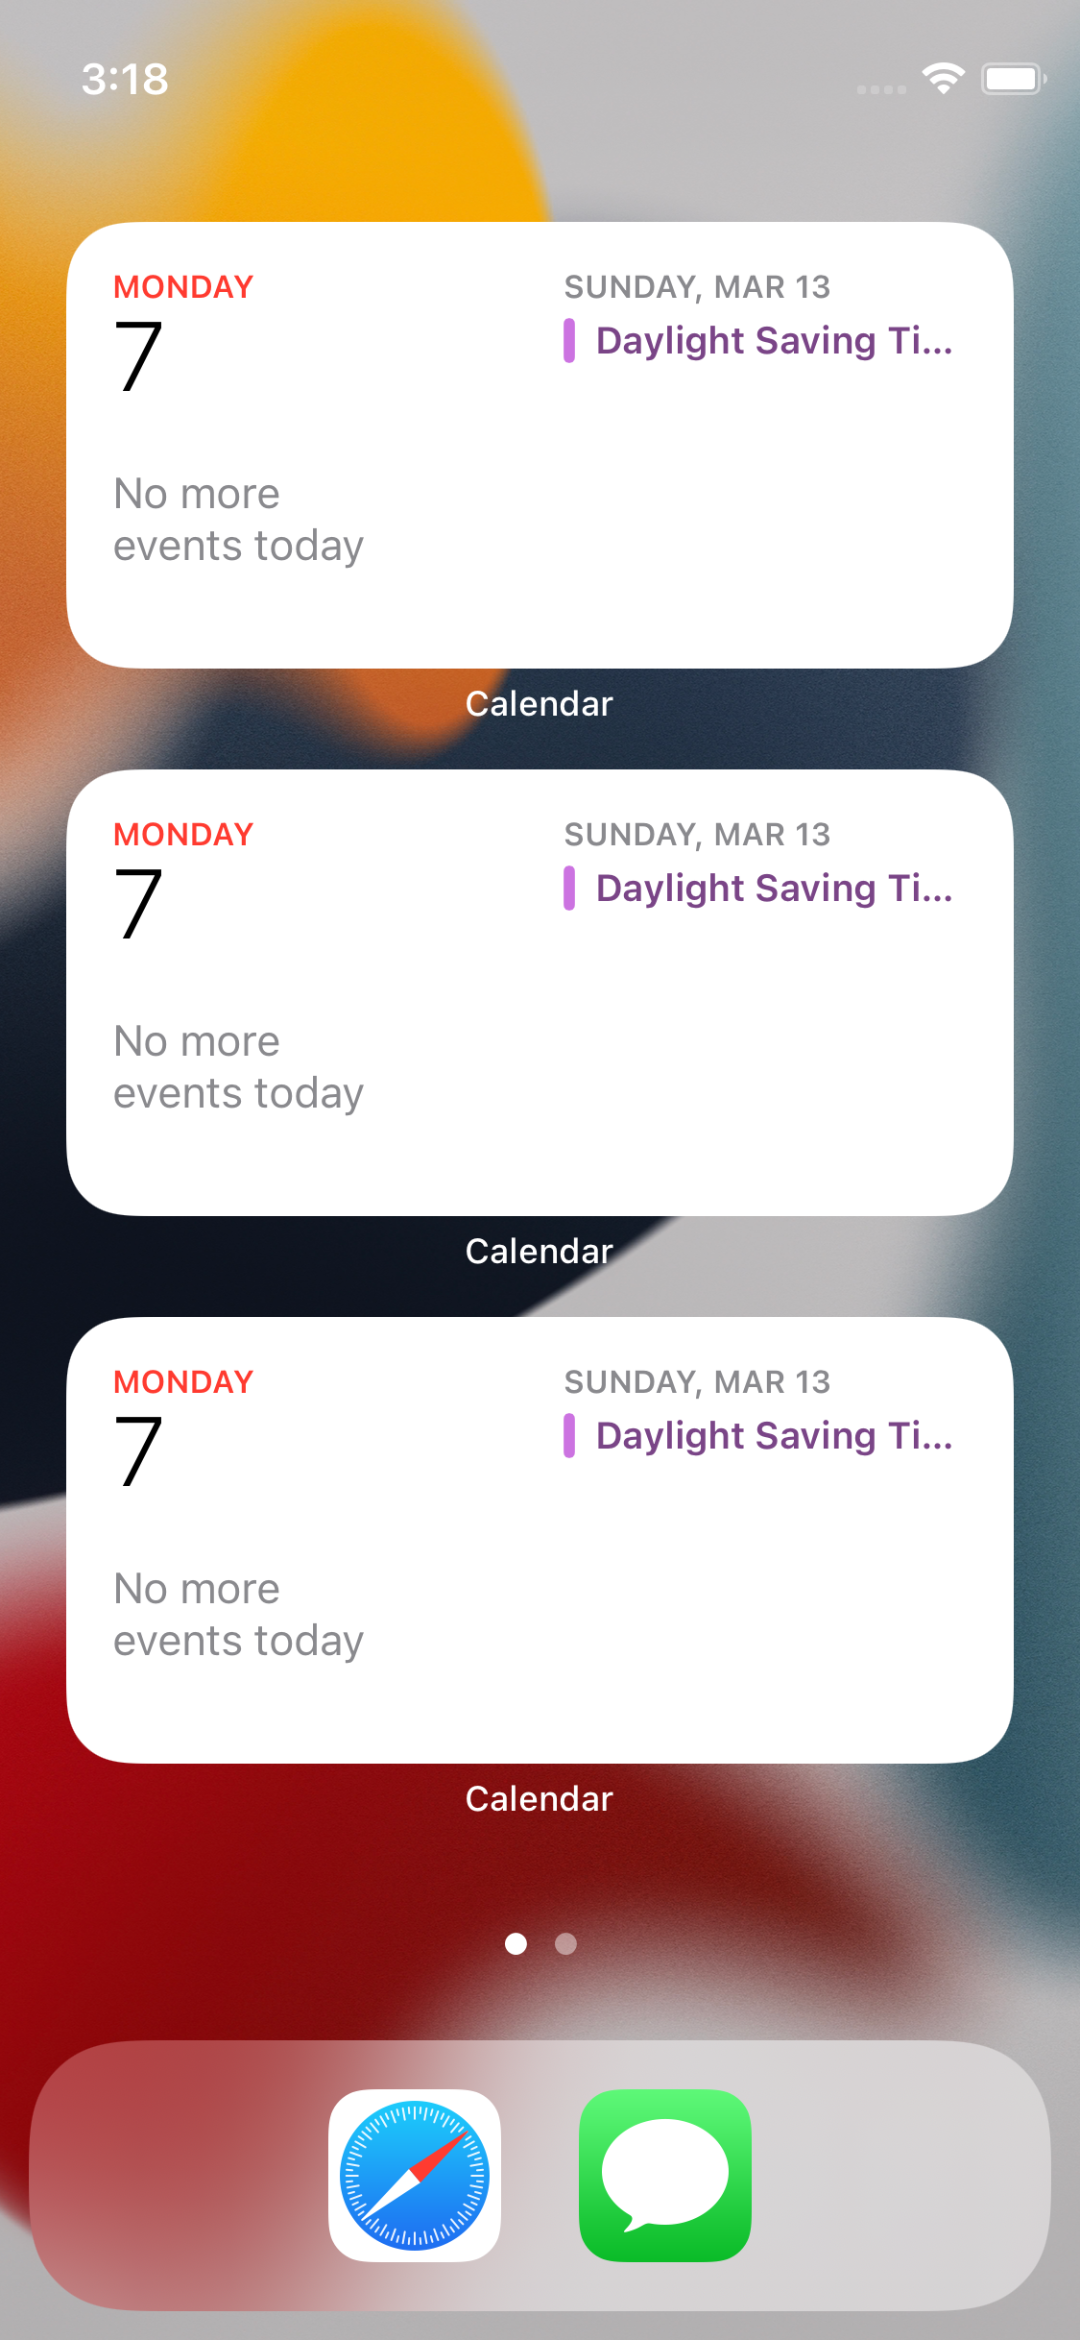 3:18
MONDAY
7
No more
events today
SUNDAY, MAR 13
Daylight Saving Ti...
Calendar
MONDAY
7
No more
events today
SUNDAY, MAR 13
Daylight Saving Ti...
Calendar
MONDAY
7
No more
events today
SUNDAY, MAR 13
Daylight Saving Ti...
Calendar